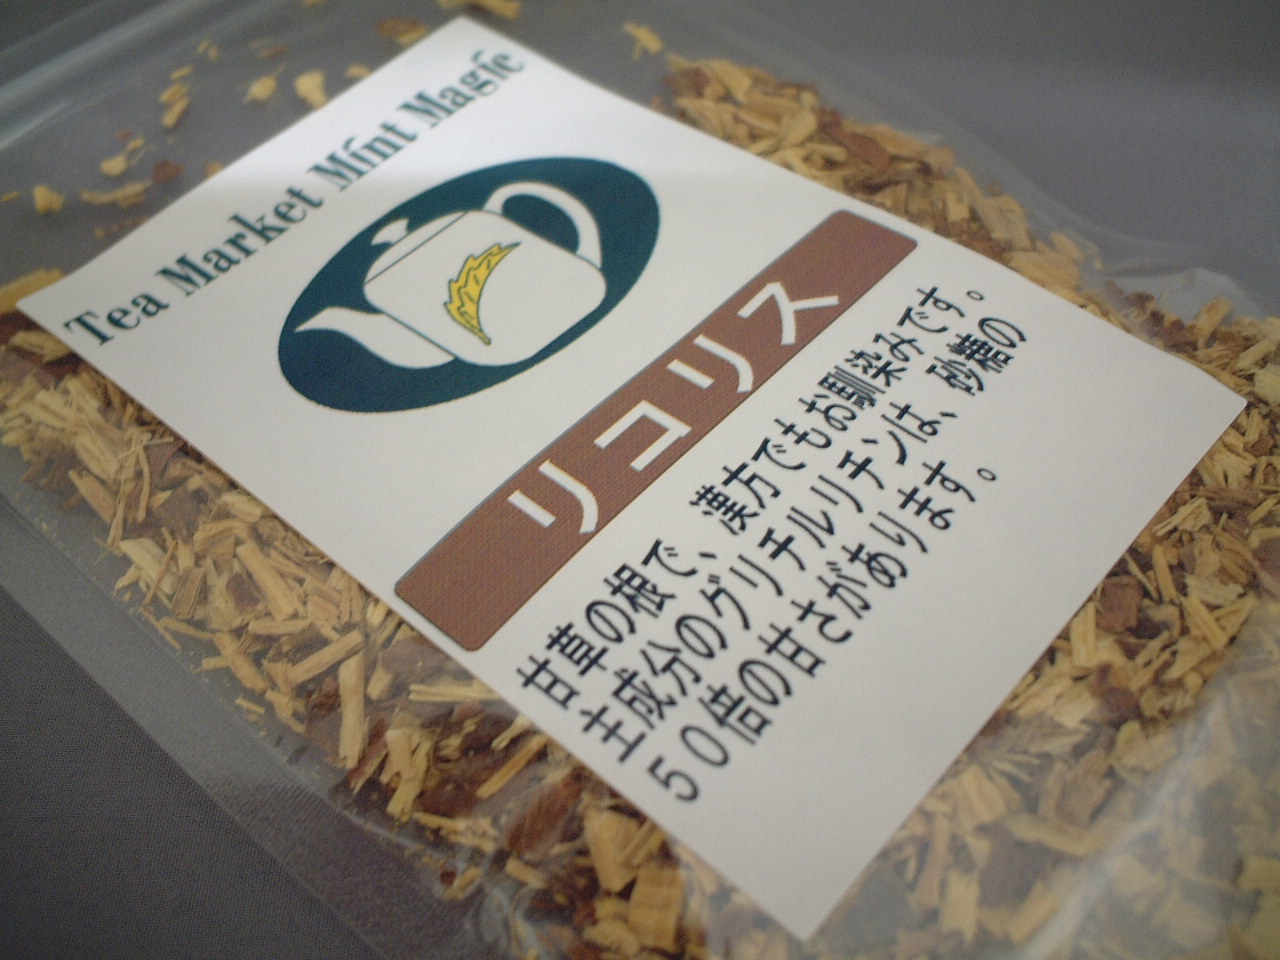 Tea Market Mint Magic
リコリス
甘草の根で、漢方でもお馴染みです。
主成分のグリチルリチンは、砂糖の
５０倍の甘さがあります。